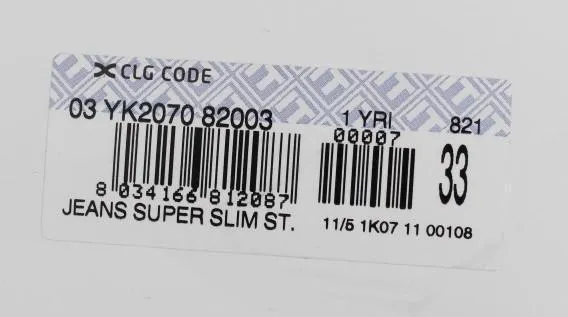 CLG CODE
03 YK2070 82003 1 YRI 821
00007
33
8 034166 812087
JEANS SUPER SLIM ST. 11/5 1K07 11 00108